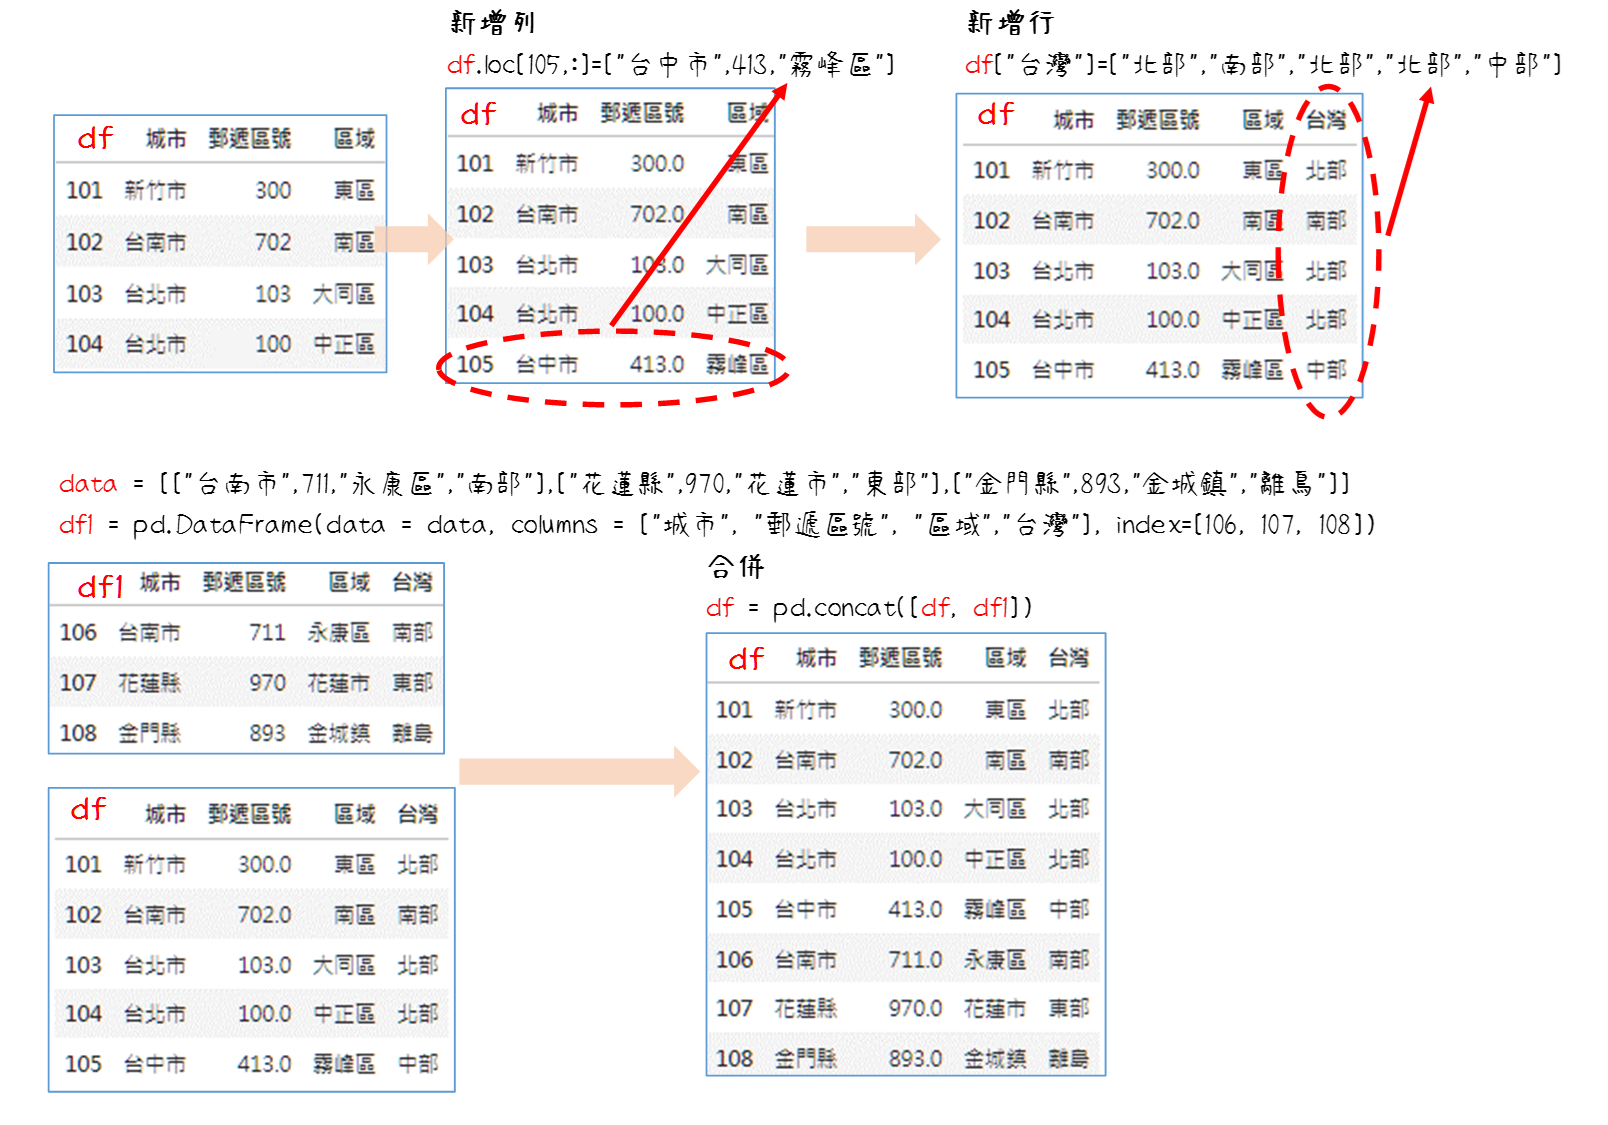 新增列
df.loc[105,:]=["台中市",413,"霧峰區"]
新增行
df["台灣"]=["北部","南部","北部","北部","中部"]
df 城市 郵遞區號 區域
101 新竹市 300 東區
102 台南市 702 南區
103 台北市 103 大同區
104 台北市 100 中正區
df 城市 郵遞區號 區域
101 新竹市 300.0 東區
102 台南市 702.0 南區
103 台北市 103.0 大同區
104 台北市 100.0 中正區
105 台中市 413.0 霧峰區
df 城市 郵遞區號 區域 台灣
101 新竹市 300.0 東區 北部
102 台南市 702.0 南區 南部
103 台北市 103.0 大同區 北部
104 台北市 100.0 中正區 北部
105 台中市 413.0 霧峰區 中部
data = [["台南市",711,"永康區","南部"],["花蓮縣",970,"花蓮市","東部"],["金門縣",893,"金城鎮","離島"]]
df1 = pd.DataFrame(data = data, columns = ["城市", "郵遞區號", "區域","台灣"], index=[106, 107, 108])
df1 城市 郵遞區號 區域 台灣
106 台南市 711 永康區 南部
107 花蓮縣 970 花蓮市 東部
108 金門縣 893 金城鎮 離島
df 城市 郵遞區號 區域 台灣
101 新竹市 300.0 東區 北部
102 台南市 702.0 南區 南部
103 台北市 103.0 大同區 北部
104 台北市 100.0 中正區 北部
105 台中市 413.0 霧峰區 中部
合併
df = pd.concat([df, df1])
df 城市 郵遞區號 區域 台灣
101 新竹市 300.0 東區 北部
102 台南市 702.0 南區 南部
103 台北市 103.0 大同區 北部
104 台北市 100.0 中正區 北部
105 台中市 413.0 霧峰區 中部
106 台南市 711.0 永康區 南部
107 花蓮縣 970.0 花蓮市 東部
108 金門縣 893.0 金城鎮 離島